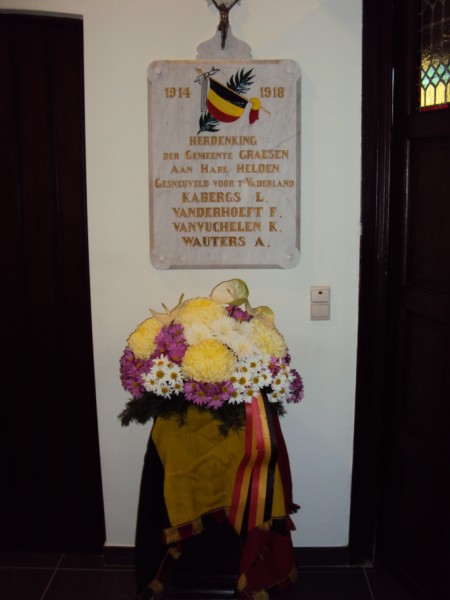 1914 1918
HERDENKING
DER GEMEENTE GRAESEN
AAN HARE HELDEN
GESNEUVELD VOOR 'T VADERLAND
KABERGS L.
VANDERHOEFT F.
VANVUCHELEN K.
WAUTERS A.